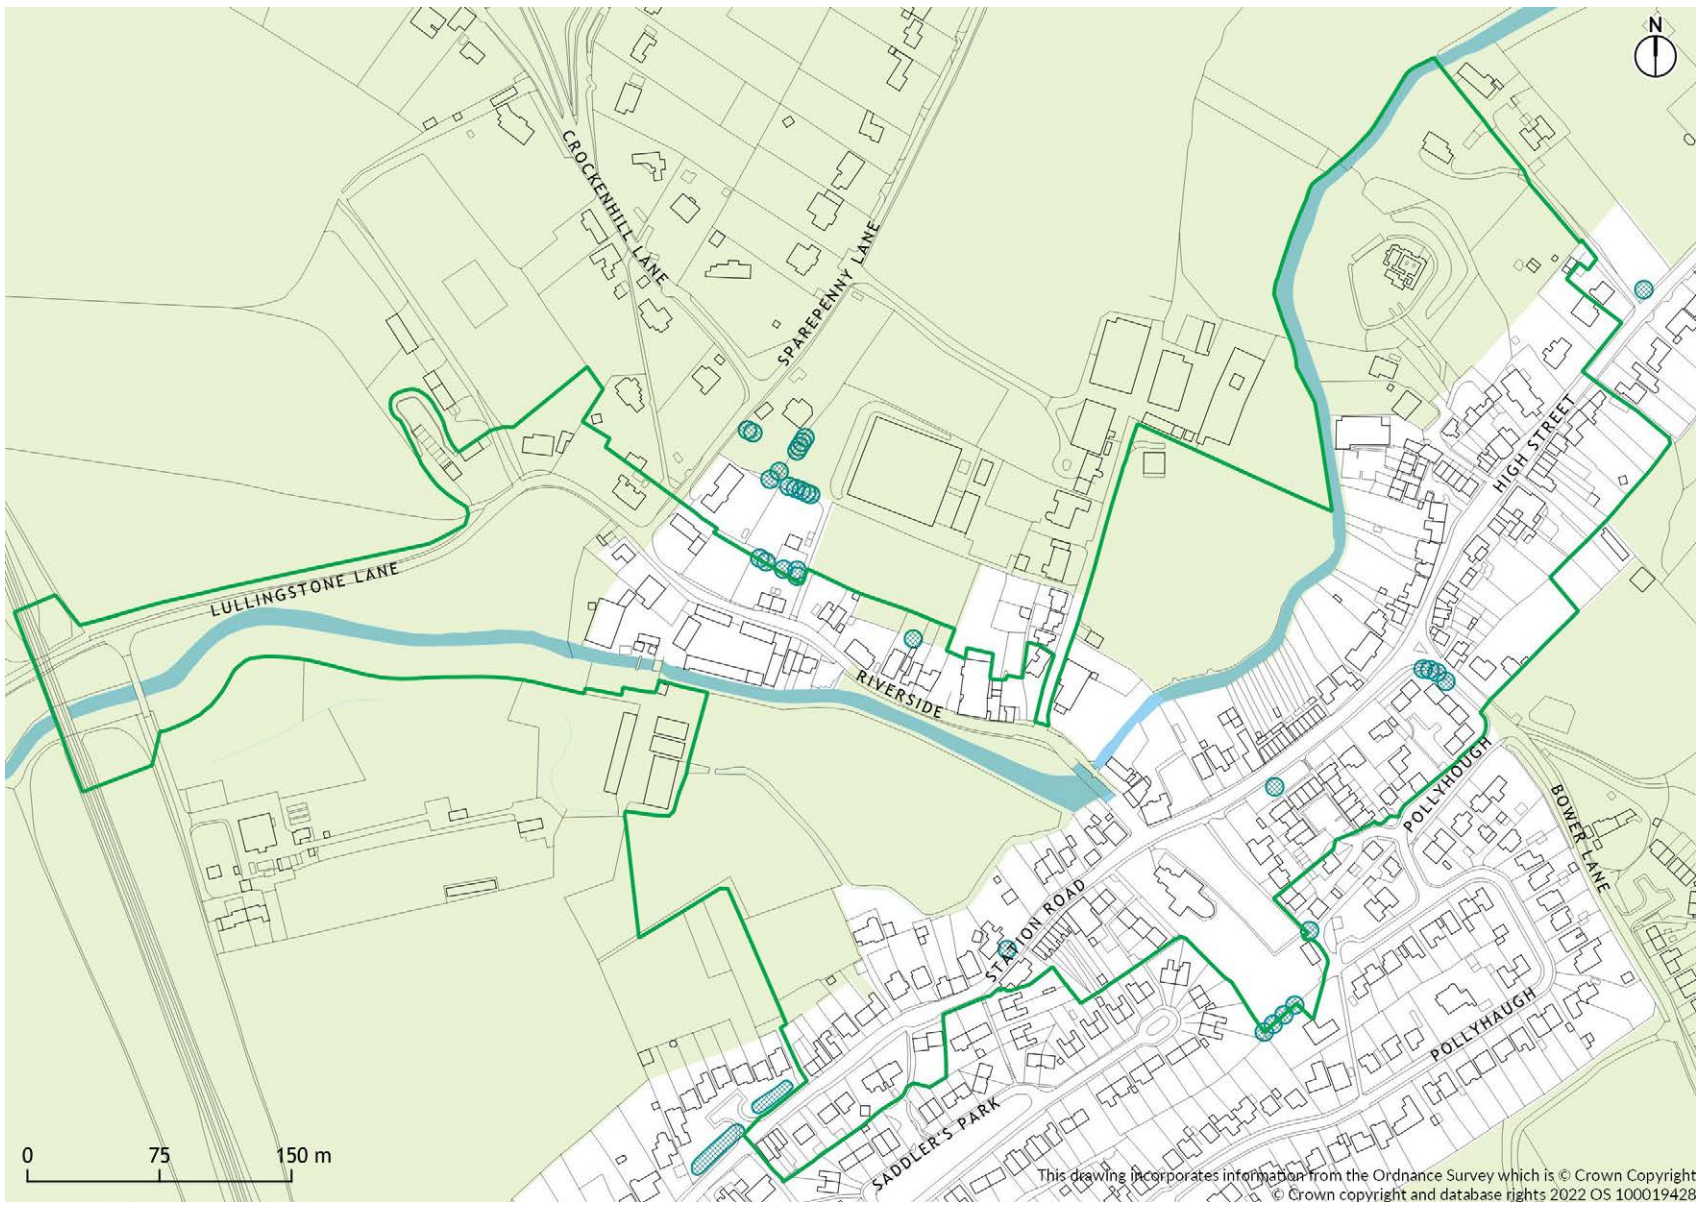 N
CROCKENHILL LANE
SPAREPENNY LANE
HIGH STREET
LULLINGSTONE LANE
RIVERSIDE
POLLYHOUGH
BOWER LANE
STATION ROAD
POLLYHAUGH
SADDLER'S PARK
0 75 150 m
This drawing incorporates information from the Ordnance Survey which is © Crown Copyright
© Crown copyright and database rights 2022 OS 100019428